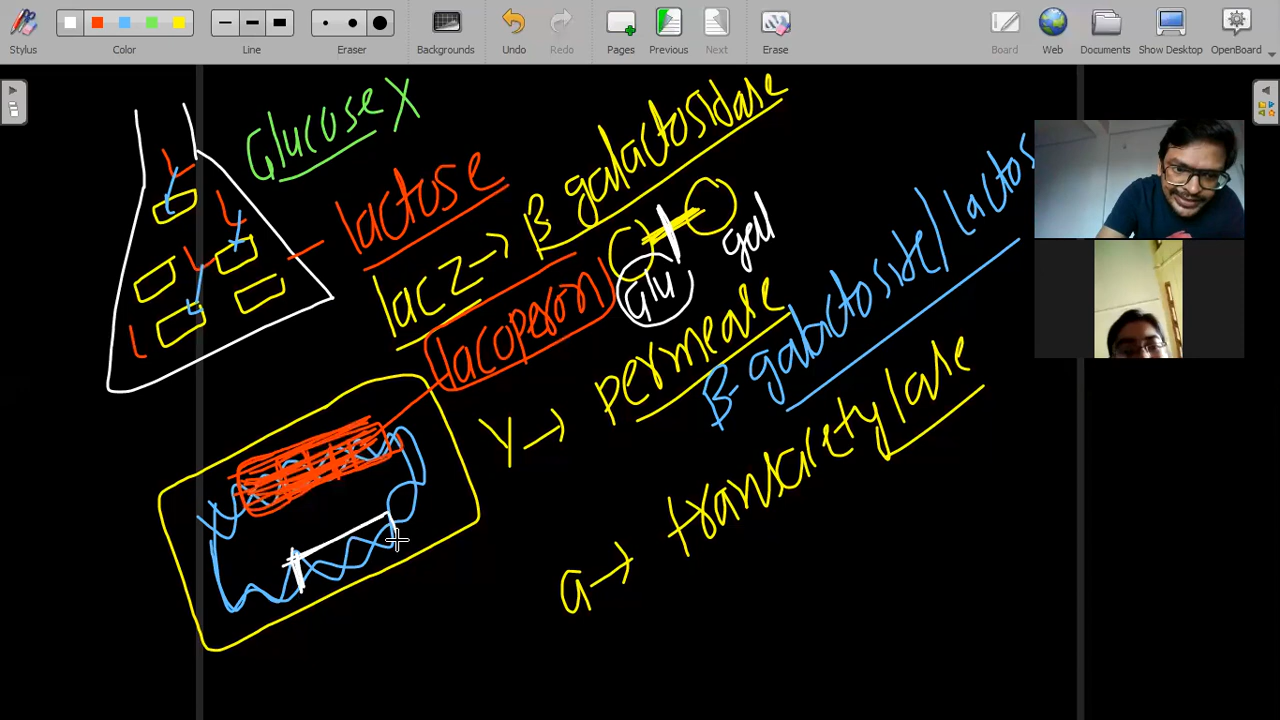 Stylus
Color
Line
Eraser
Backgrounds
Undo
Redo
Pages
Previous
Next
Erase
Board
Web
Documents
Show Desktop
OpenBoard
Glucose X
L
L
L
L
lactose
lac Z → β galactosidase
Glu
gal
lacoperon
Y → permease
β-galactoside/lactos
a → transacetylase